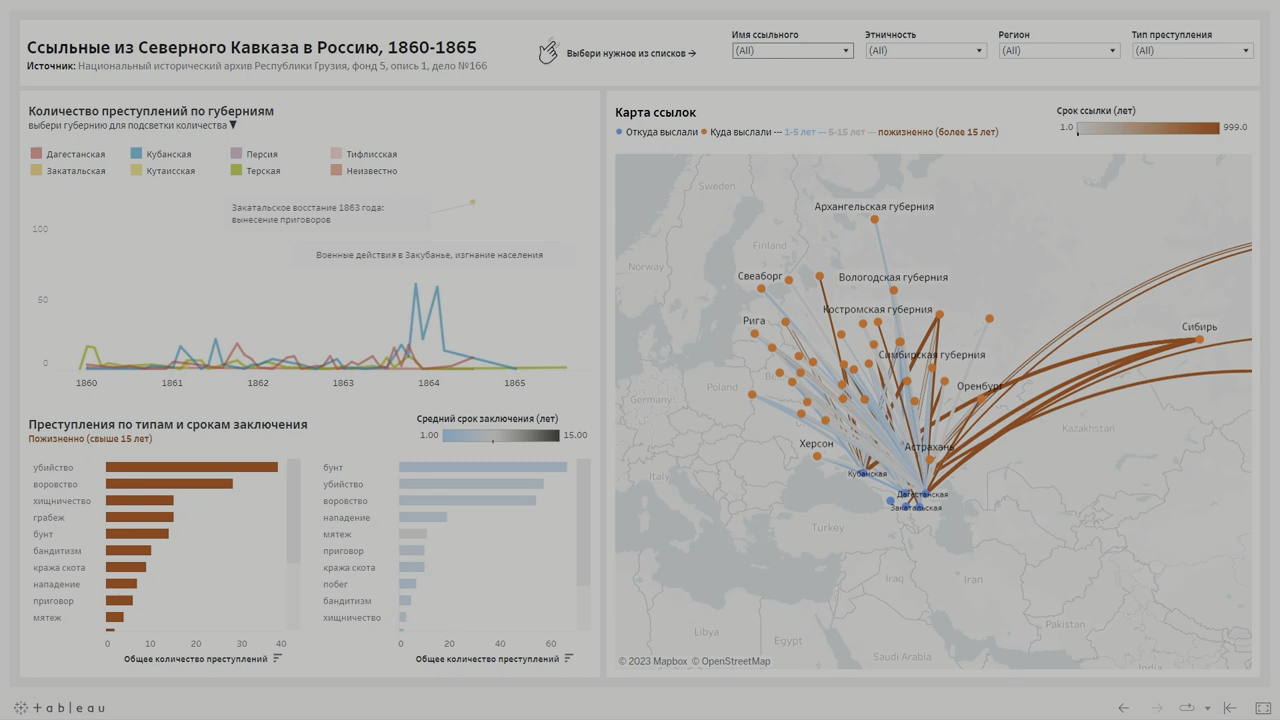 Ссыльные из Северного Кавказа в Россию, 1860-1865
Источник: Национальный исторический архив Республики Грузия, фонд 5, опись 1, дело №166
Выбери нужное из списков →
Имя ссыльного
(All)
Этничность
(All)
Регион
(All)
Тип преступления
(All)
Количество преступлений по губерниям
выбери губернию для подсветки количества ▼
Дагестанская
Кубанская
Персия
Тифлисская
Закатальская
Кутаисская
Терская
Неизвестно
Закатальское восстание 1863 года:
вынесение приговоров
Военные действия в Закубанье, изгнание населения
100
50
0
1860 1861 1862 1863 1864 1865
Преступления по типам и срокам заключения
Пожизненно (свыше 15 лет)
Средний срок заключения (лет)
1.00 15.00
убийство
воровство
хищничество
грабеж
бунт
бандитизм
кража скота
нападение
приговор
мятеж
0 10 20 30 40
Общее количество преступлений
бунт
убийство
воровство
нападение
мятеж
приговор
кража скота
побег
бандитизм
хищничество
0 20 40 60
Общее количество преступлений
Карта ссылок
Откуда выслали Куда выслали --- 1-5 лет --- 5-15 лет --- пожизненно (более 15 лет)
Срок ссылки (лет)
1.0 999.0
Sweden
Архангельская губерния
Finland
Norway
Свеаборг
Вологодская губерния
Костромская губерния
Рига
Сибирь
Симбирская губерния
Poland
Оренбург
Germany
Kazakhstan
Херсон
Астрахань
Italy
Кубанская
Дагестанская
Закатальская
Turkey
Iraq
Iran
Pakistan
Libya
Egypt
Saudi Arabia
India
© 2023 Mapbox © OpenStreetMap
+ableau